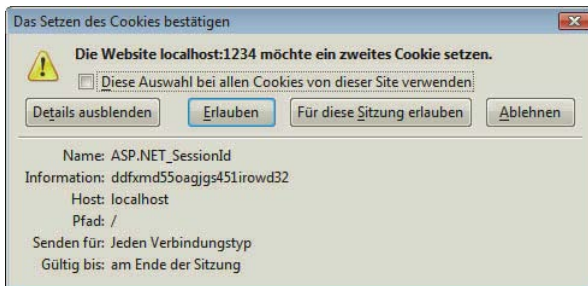 Das Setzen des Cookies bestätigen
Die Website localhost:1234 möchte ein zweites Cookie setzen.
Diese Auswahl bei allen Cookies von dieser Site verwenden
Details ausblenden Erlauben Für diese Sitzung erlauben Ablehnen
Name: ASP.NET_SessionId
Information: ddfxmd55oagjgs451irowd32
Host: localhost
Pfad: /
Senden für: Jeden Verbindungstyp
Gültig bis: am Ende der Sitzung